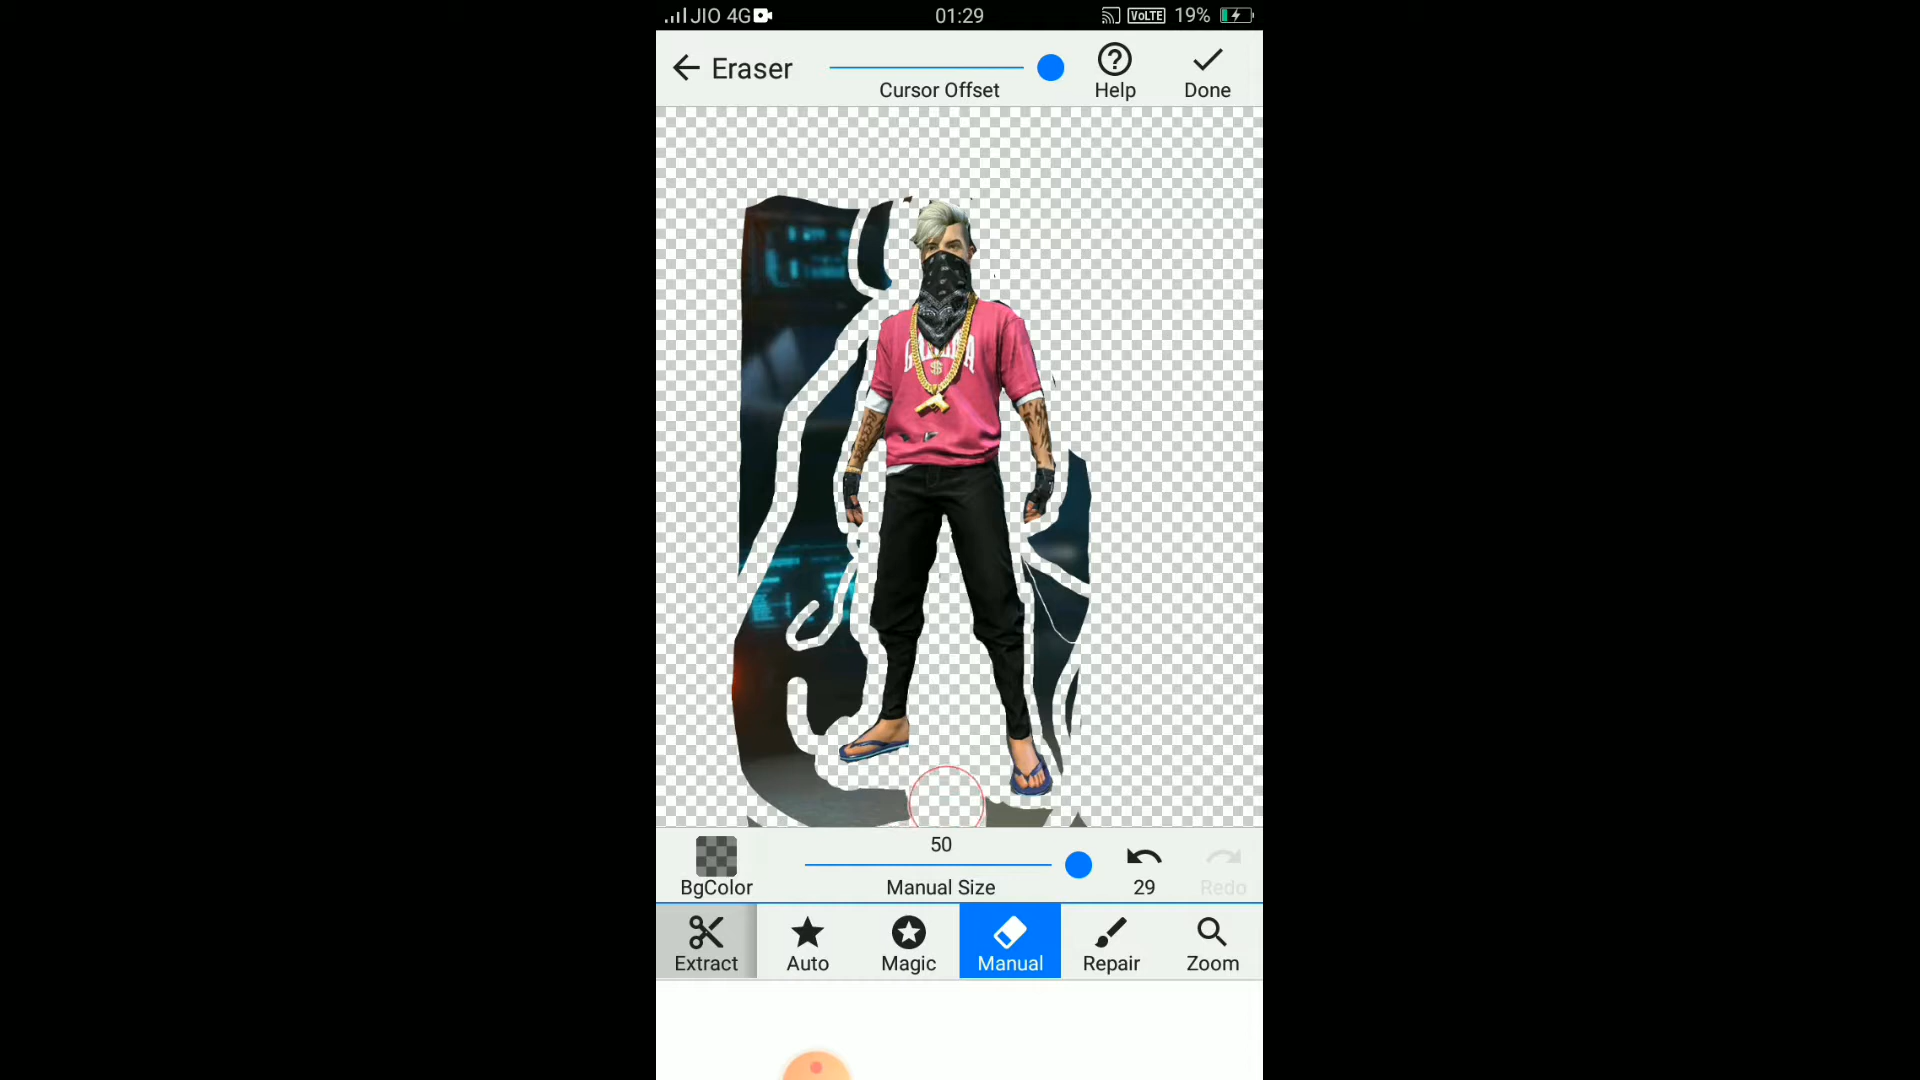 JIO 4G 01:29 VoLTE 19%
Eraser Cursor Offset Help Done
$
50
BgColor Manual Size 29 Redo
Extract Auto Magic Manual Repair Zoom